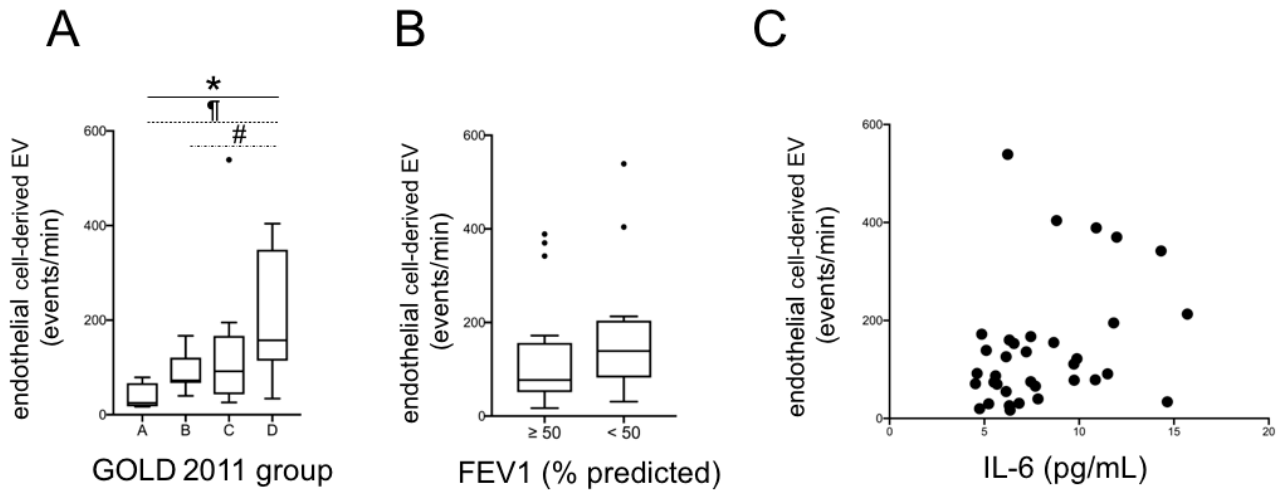 A
B
C
*
¶
#
endothelial cell-derived EV
(events/min)
600
400
200
0
A B C D
GOLD 2011 group
endothelial cell-derived EV
(events/min)
600
400
200
0
≥ 50 < 50
FEV1 (% predicted)
endothelial cell-derived EV
(events/min)
600
400
200
0
0 5 10 15 20
IL-6 (pg/mL)